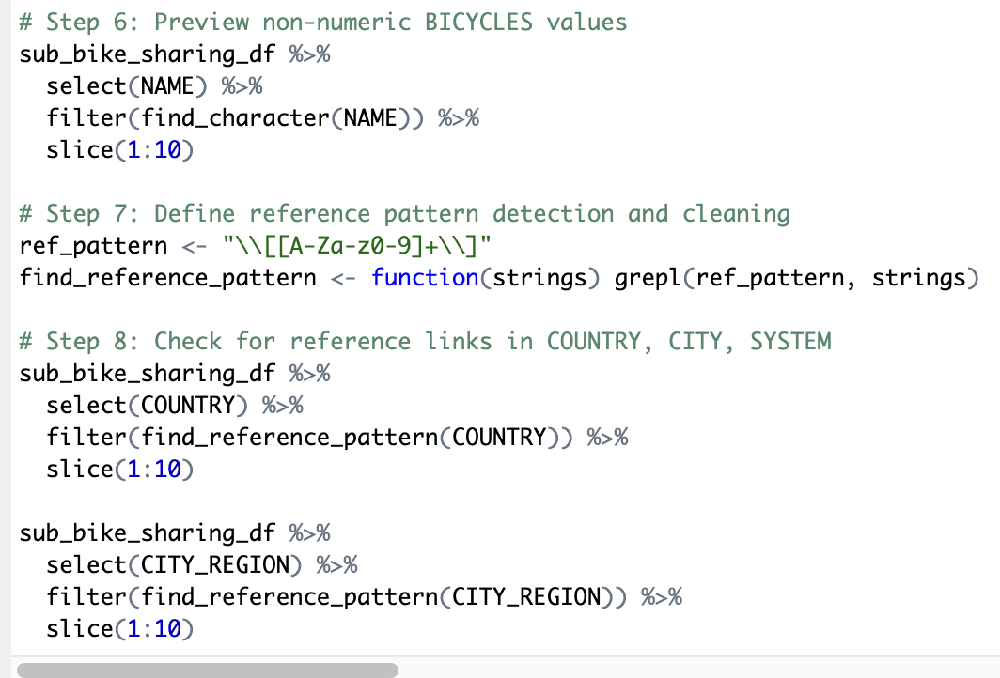 # Step 6: Preview non-numeric BICYCLES values
sub_bike_sharing_df %>%
  select(NAME) %>%
  filter(find_character(NAME)) %>%
  slice(1:10)

# Step 7: Define reference pattern detection and cleaning
ref_pattern <- "\\[[A-Za-z0-9]+\\]"
find_reference_pattern <- function(strings) grepl(ref_pattern, strings)

# Step 8: Check for reference links in COUNTRY, CITY, SYSTEM
sub_bike_sharing_df %>%
  select(COUNTRY) %>%
  filter(find_reference_pattern(COUNTRY)) %>%
  slice(1:10)

sub_bike_sharing_df %>%
  select(CITY_REGION) %>%
  filter(find_reference_pattern(CITY_REGION)) %>%
  slice(1:10)